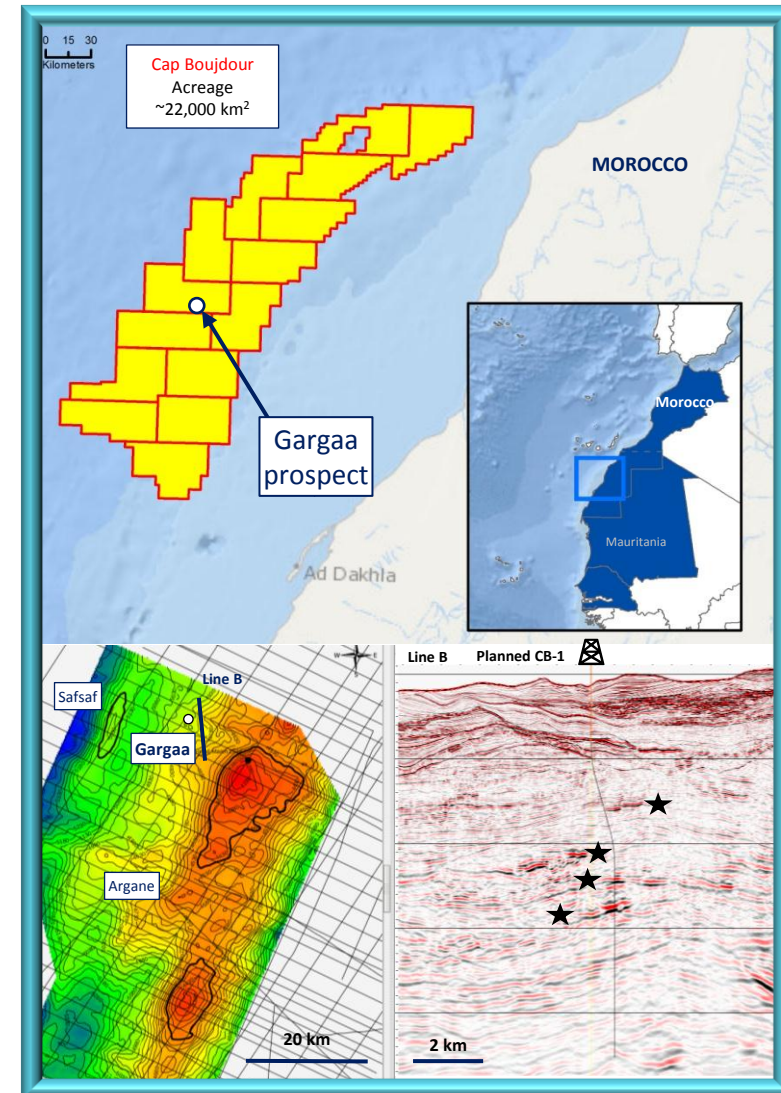 0 15 30
Kilometers
Cap Boujdour
Acreage
~22,000 km²
MOROCCO
Gargaa
prospect
Ad Dakhla
Morocco
Mauritania
Safsaf
Line B
Gargaa
Argane
W E
20 km
Line B Planned CB-1
2 km